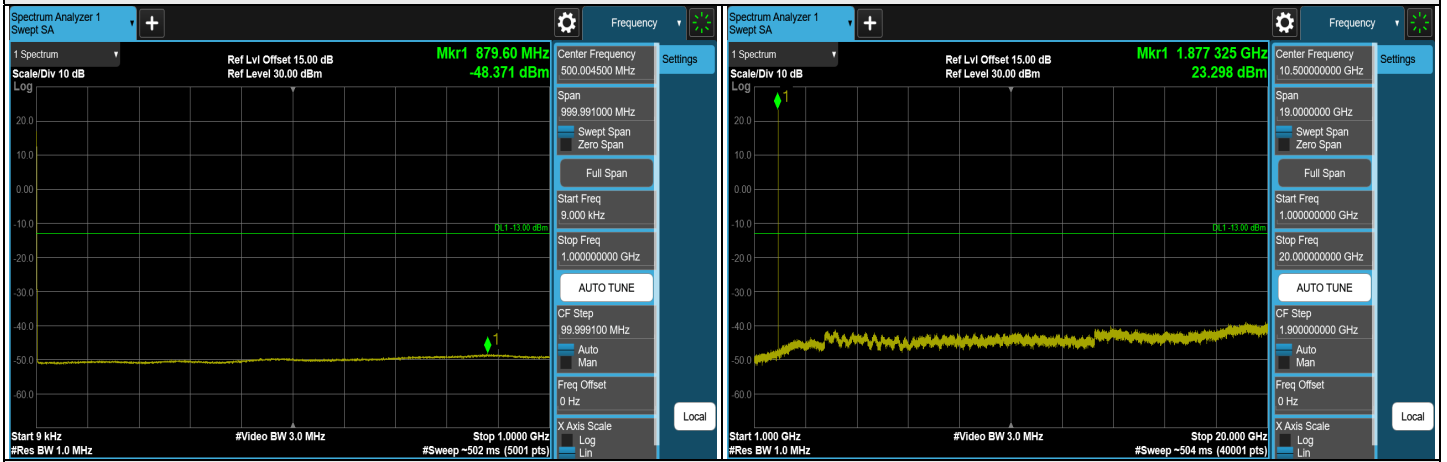 Spectrum Analyzer 1
Swept SA
+
Frequency
1 Spectrum
Ref Lvl Offset 15.00 dB
Mkr1 879.60 MHz
Scale/Div 10 dB
Ref Level 30.00 dBm
-48.371 dBm
Log
1
20.0
10.0
0.00
-10.0
-20.0
-30.0
-40.0
-50.0
-60.0
DL1 -13.00 dBm
Start 9 kHz
#Video BW 3.0 MHz
Stop 1.0000 GHz
#Res BW 1.0 MHz
#Sweep ~502 ms (5001 pts)
Center Frequency
500.004500 MHz
Settings
Span
999.991000 MHz
Swept Span
Zero Span
Full Span
Start Freq
9.000 kHz
Stop Freq
1.000000000 GHz
AUTO TUNE
CF Step
99.999100 MHz
Auto
Man
Freq Offset
0 Hz
X Axis Scale
Log
Lin
Local
Spectrum Analyzer 1
Swept SA
+
Frequency
1 Spectrum
Ref Lvl Offset 15.00 dB
Mkr1 1.877 325 GHz
Scale/Div 10 dB
Ref Level 30.00 dBm
23.298 dBm
Log
1
20.0
10.0
0.00
-10.0
-20.0
-30.0
-40.0
-50.0
-60.0
DL1 -13.00 dBm
Start 1.000 GHz
#Video BW 3.0 MHz
Stop 20.000 GHz
#Res BW 1.0 MHz
#Sweep ~504 ms (40001 pts)
Center Frequency
10.500000000 GHz
Settings
Span
19.0000000 GHz
Swept Span
Zero Span
Full Span
Start Freq
1.000000000 GHz
Stop Freq
20.000000000 GHz
AUTO TUNE
CF Step
1.900000000 GHz
Auto
Man
Freq Offset
0 Hz
X Axis Scale
Log
Lin
Local